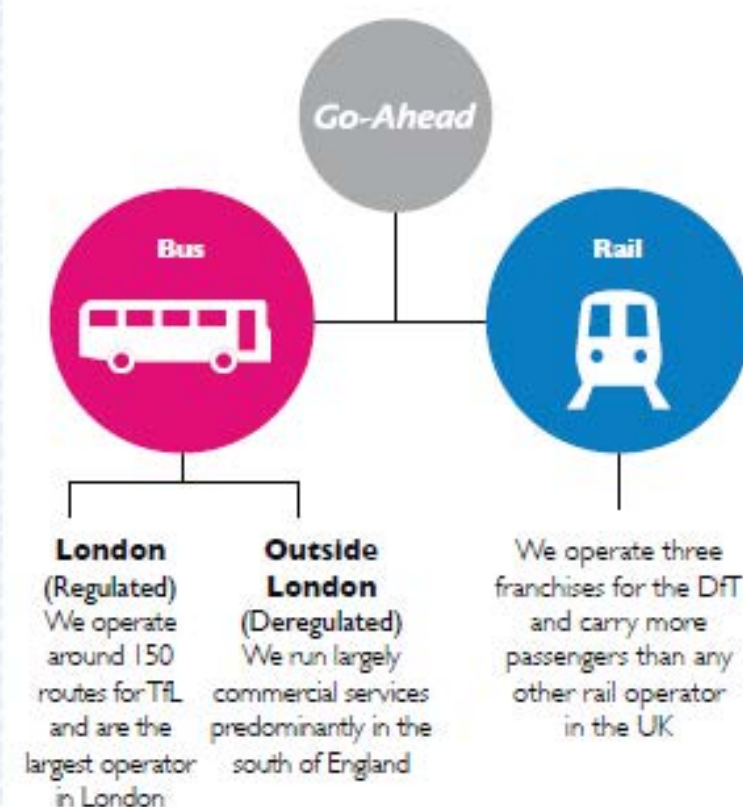 Go-Ahead
Bus
Rail
London
(Regulated)
We operate
around 150
routes for TfL
and are the
largest operator
in London
Outside
London
(Deregulated)
We run largely
commercial services
predominantly in the
south of England
We operate three
franchises for the DfT
and carry more
passengers than any
other rail operator
in the UK